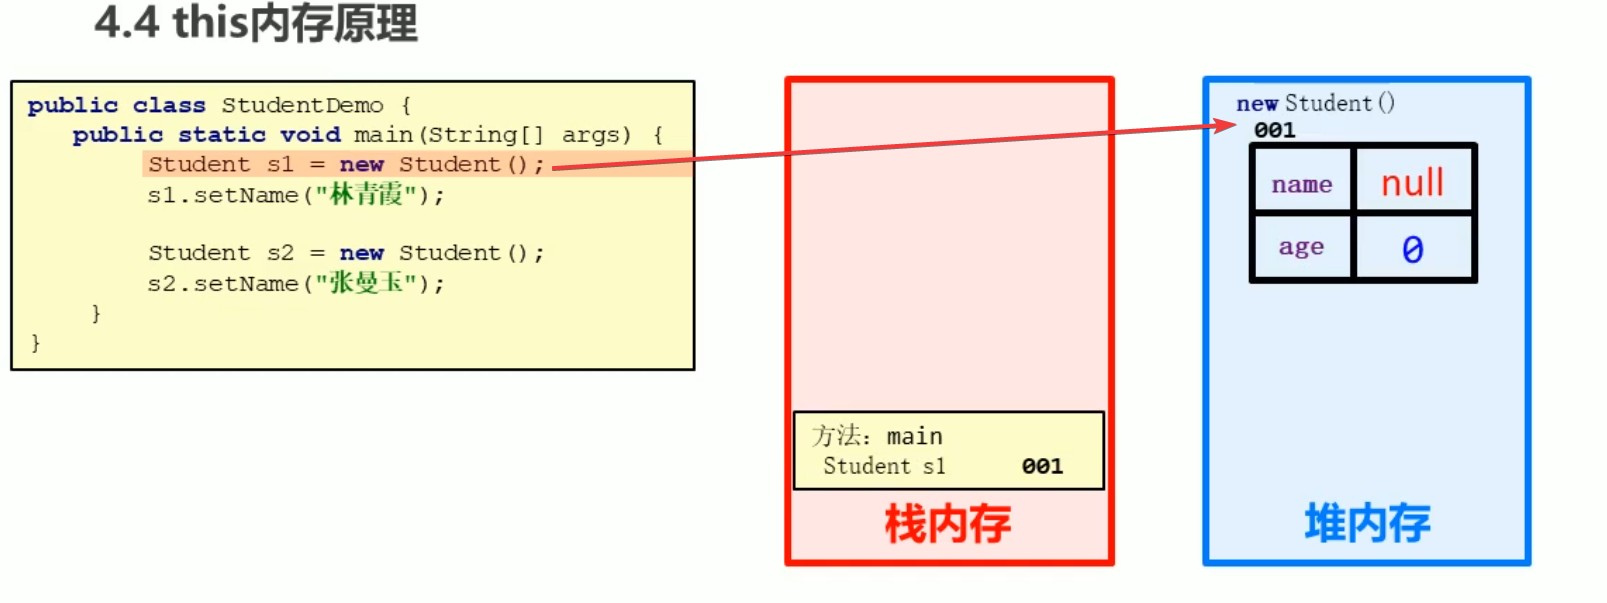 4.4 this内存原理
public class StudentDemo {
public static void main(String[] args) {
Student s1 = new Student();
s1.setName("林青霞");
Student s2 = new Student();
s2.setName("张曼玉");
}
}
方法：main
Student s1 001
栈内存
new Student()
001
name null
age 0
堆内存